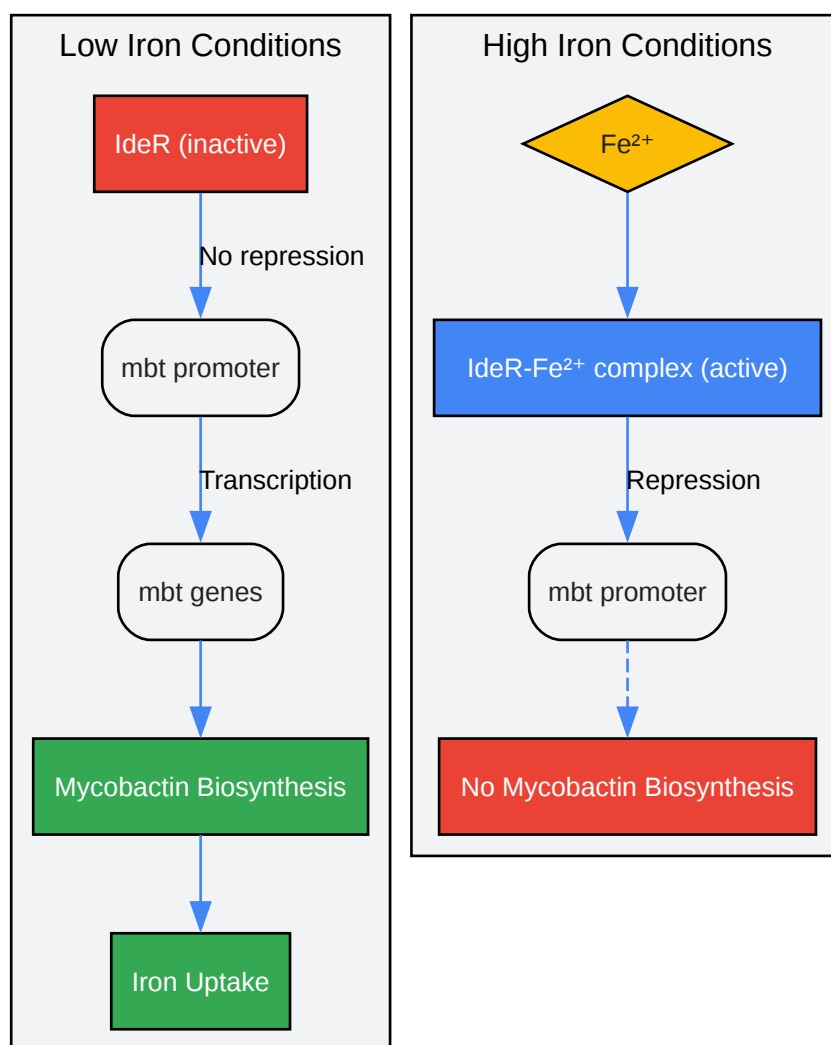 Low Iron Conditions
IdeR (inactive)
No repression
mbt promoter
Transcription
mbt genes
Mycobactin Biosynthesis
Iron Uptake
High Iron Conditions
Fe²⁺
IdeR-Fe²⁺ complex (active)
Repression
mbt promoter
No Mycobactin Biosynthesis